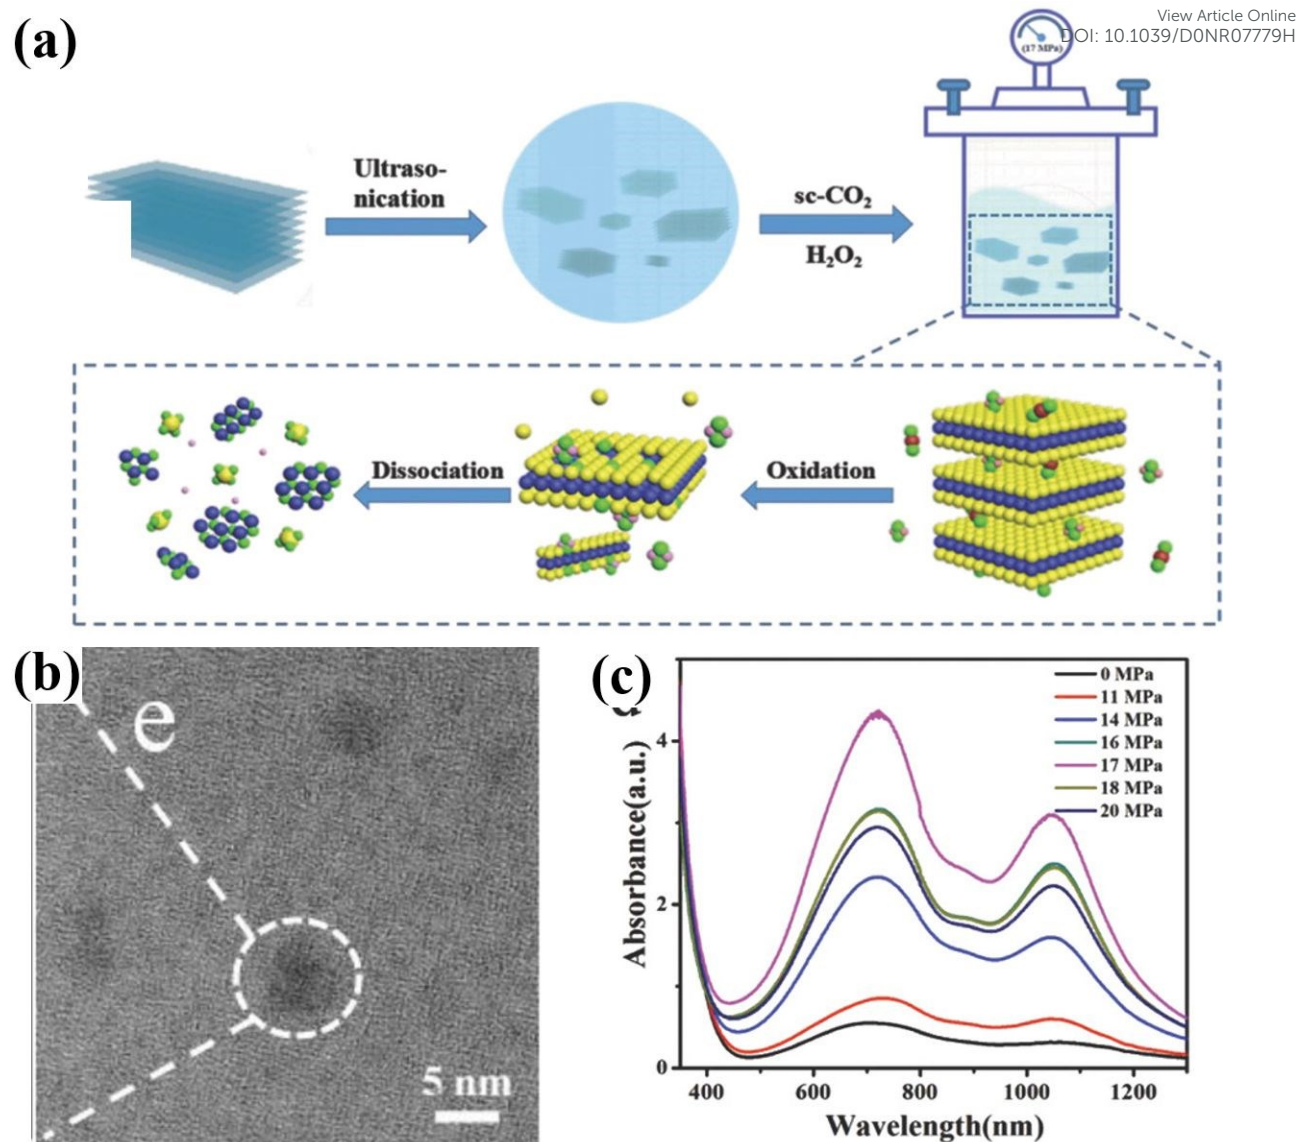 View Article Online
DOI: 10.1039/D0NR07779H
(a)
(17 MPa)
Ultraso-
nication
sc-CO₂
H₂O₂
Dissociation
Oxidation
(b)
e
5 nm
(c)
0 MPa
11 MPa
14 MPa
16 MPa
17 MPa
18 MPa
20 MPa
Absorbance(a.u.)
4
2
0
400 600 800 1000 1200
Wavelength(nm)